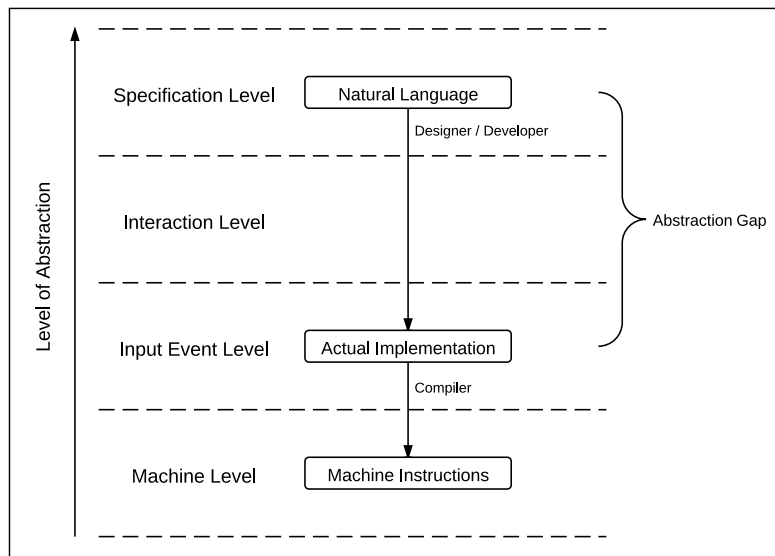 Specification Level
Natural Language
Designer / Developer
Interaction Level
Abstraction Gap
Level of Abstraction
Input Event Level
Actual Implementation
Compiler
Machine Level
Machine Instructions